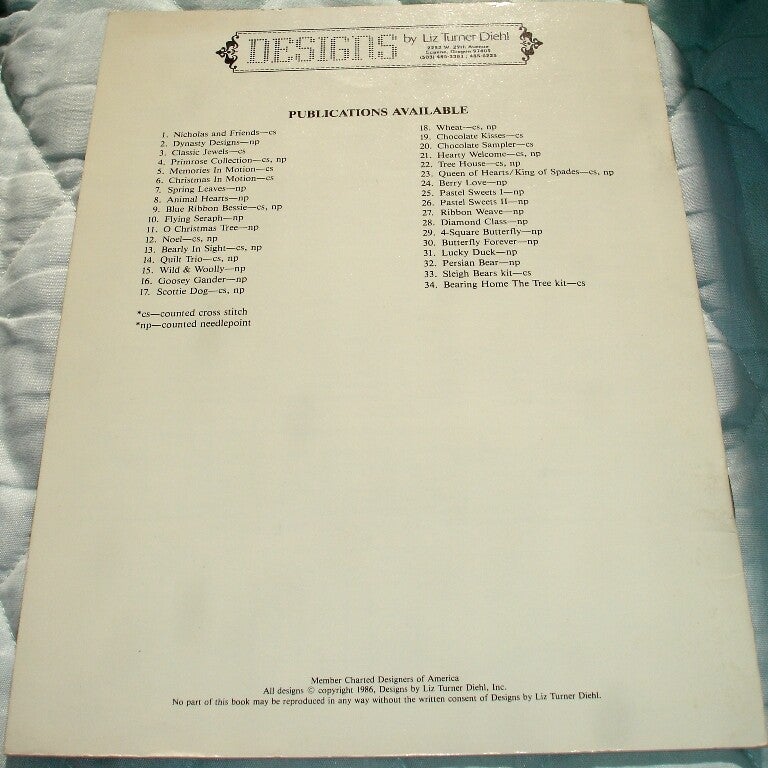 DESIGNS" by Liz Turner Diehl
Eugene, Oregon 97405
PUBLICATIONS AVAILABLE
1. Nicholas and Friends—cs
2. Dynasty Designs—np
3. Classic Jewels—cs
4. Primrose Collection—cs, np
5. Memories In Motion—cs
6. Christmas In Motion—cs
7. Spring Leaves—np
8. Animal Hearts—np
9. Blue Ribbon Bessie—cs, np
10. Flying Seraph—np
11. O Christmas Tree—np
12. Noel—cs, np
13. Bearly In Sight—cs, np
14. Quilt Trio—cs, np
15. Wild & Woolly—np
16. Goosey Gander—np
17. Scottie Dog—cs, np
*cs—counted cross stitch
*np—counted needlepoint
18. Wheat—cs, np
19. Chocolate Kisses—cs
20. Chocolate Sampler—cs
21. Hearty Welcome—cs, np
22. Tree House—cs, np
23. Queen of Hearts/King of Spades—cs, np
24. Berry Love—np
25. Pastel Sweets I—np
26. Pastel Sweets II—np
27. Ribbon Weave—np
28. Diamond Class—np
29. 4-Square Butterfly—np
30. Butterfly Forever—np
31. Lucky Duck—np
32. Persian Bear—np
33. Sleigh Bears kit—cs
34. Bearing Home The Tree kit—cs
Member Charted Designers of America
All designs © copyright 1986, Designs by Liz Turner Diehl, Inc.
No part of this book may be reproduced in any way without the written consent of Designs by Liz Turner Diehl.